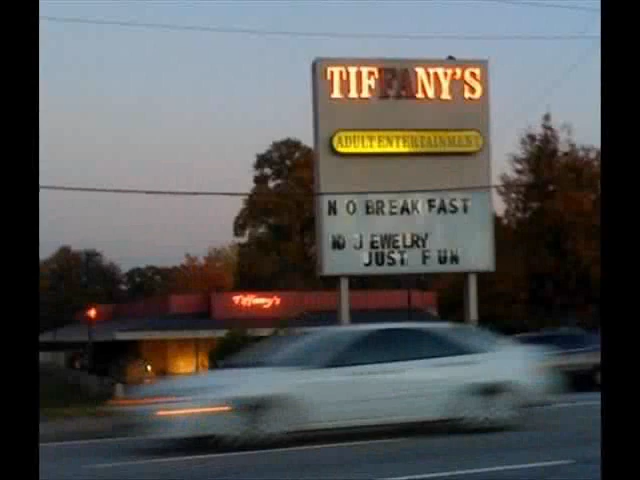 TIFFANY'S
ADULT ENTERTAINMENT
NO BREAKFAST
NO JEWELRY
JUST FUN
Tiffany's